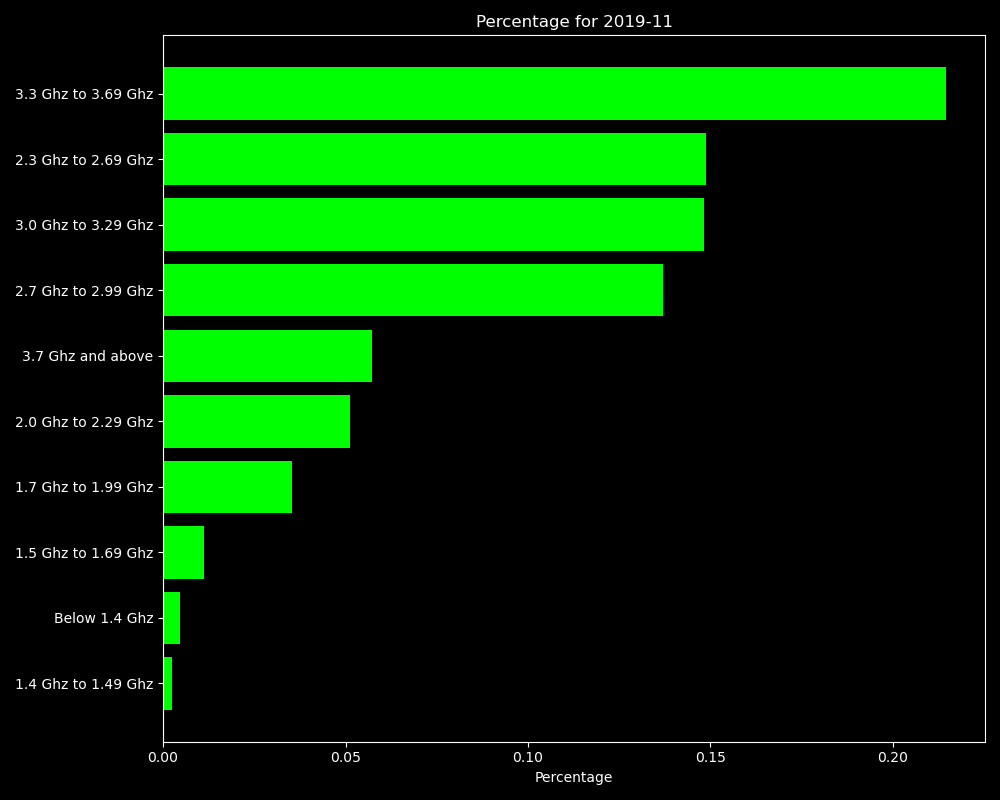 Percentage for 2019-11
3.3 Ghz to 3.69 Ghz
2.3 Ghz to 2.69 Ghz
3.0 Ghz to 3.29 Ghz
2.7 Ghz to 2.99 Ghz
3.7 Ghz and above
2.0 Ghz to 2.29 Ghz
1.7 Ghz to 1.99 Ghz
1.5 Ghz to 1.69 Ghz
Below 1.4 Ghz
1.4 Ghz to 1.49 Ghz
0.00 0.05 0.10 0.15 0.20
Percentage